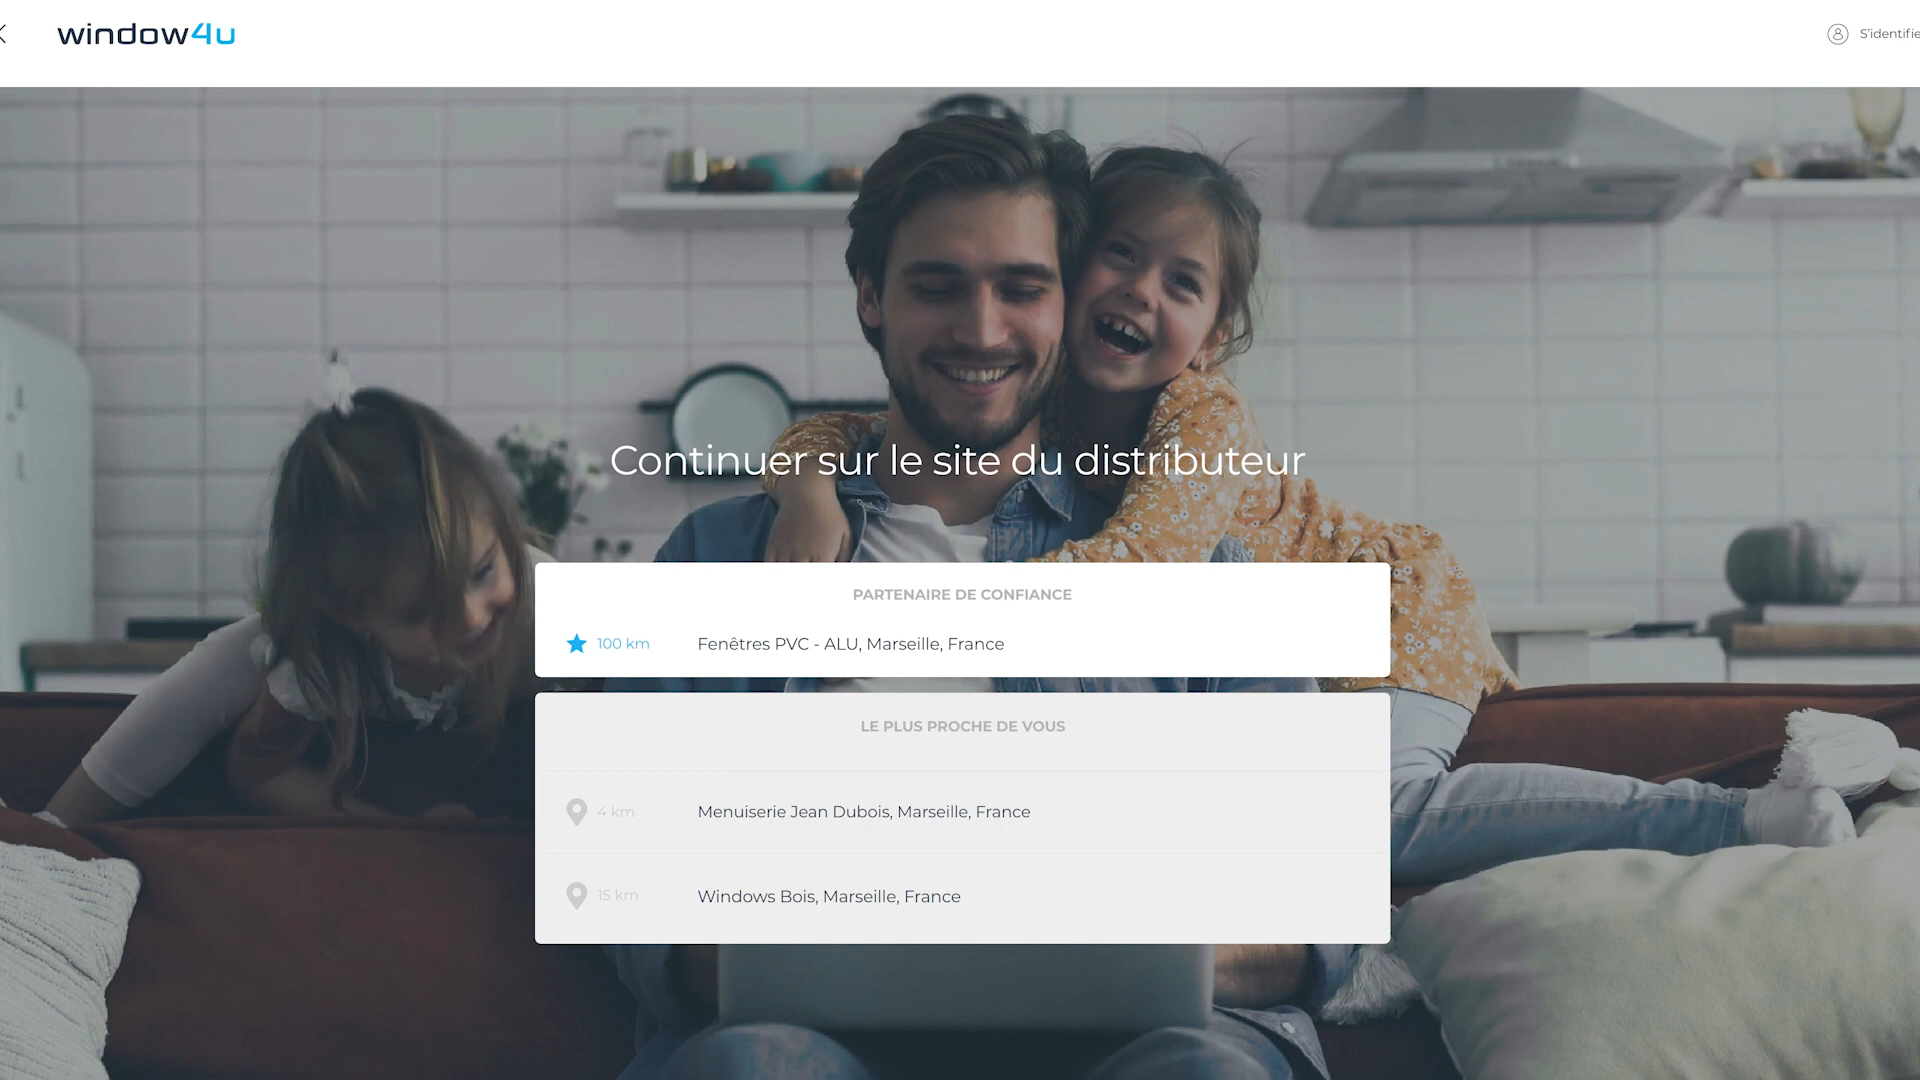 window4u
S'identifie
Continuer sur le site du distributeur
PARTENAIRE DE CONFIANCE
100 km
Fenêtres PVC - ALU, Marseille, France
LE PLUS PROCHE DE VOUS
4 km
Menuiserie Jean Dubois, Marseille, France
15 km
Windows Bois, Marseille, France